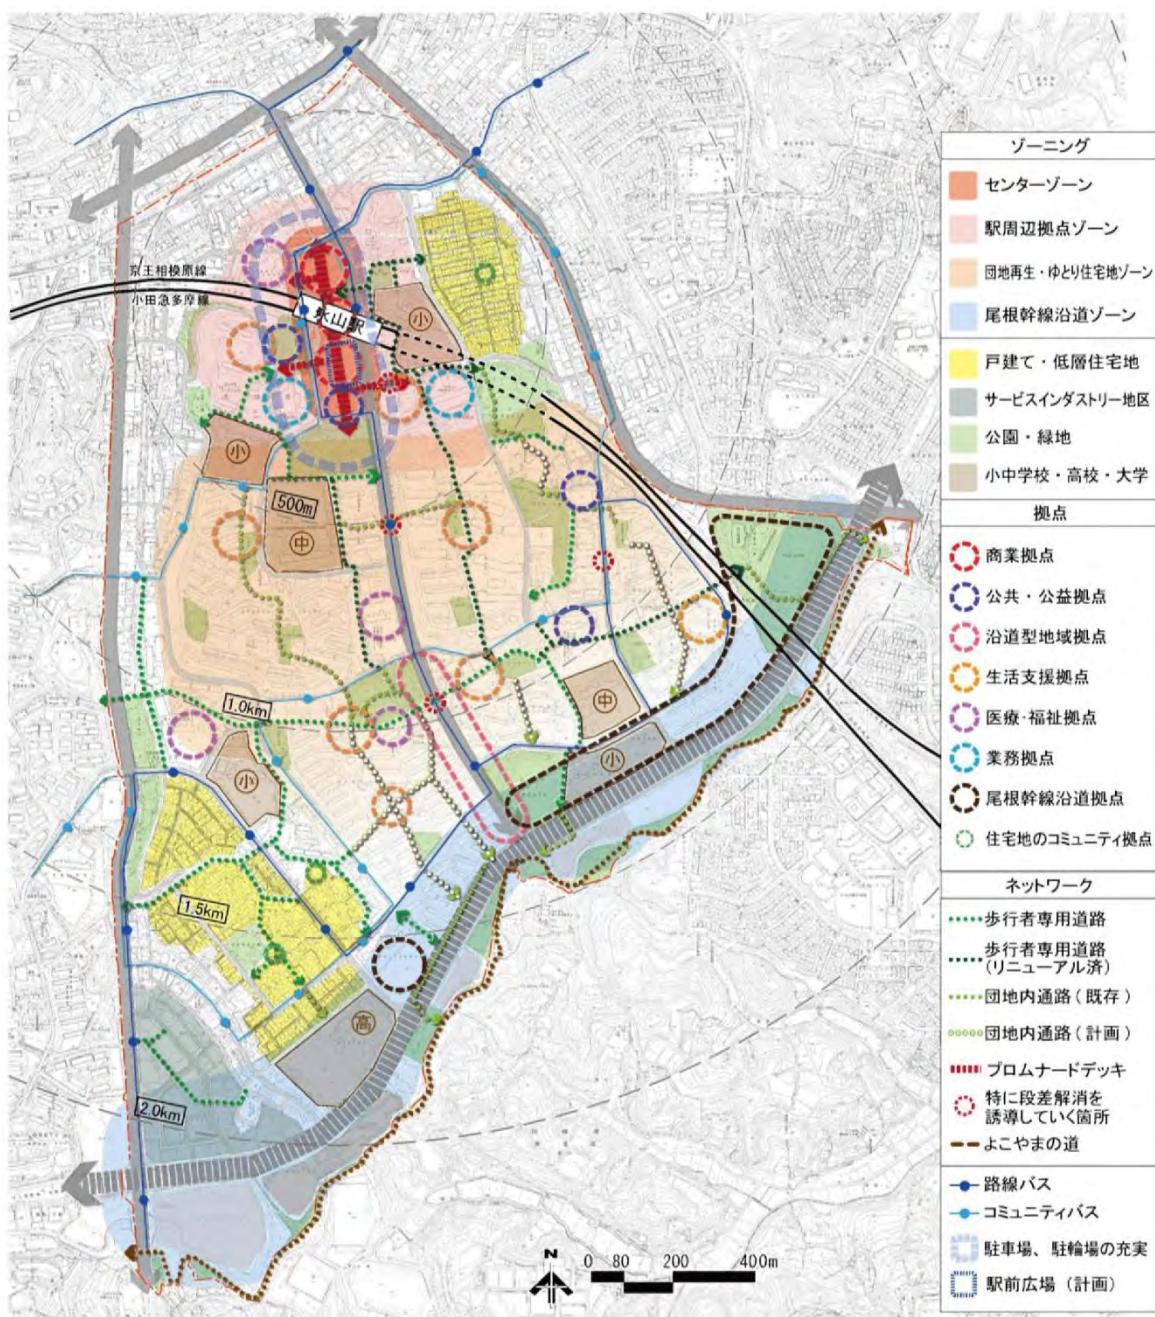 京王相模原線
小田急多摩線
永山駅
小
小
500m
中
1.0km
中
小
小
1.5km
高
2.0km
N
0 80 200 400m
ゾーニング
センターゾーン
駅周辺拠点ゾーン
団地再生・ゆとり住宅地ゾーン
尾根幹線沿道ゾーン
戸建て・低層住宅地
サービスインダストリー地区
公園・緑地
小中学校・高校・大学
拠点
商業拠点
公共・公益拠点
沿道型地域拠点
生活支援拠点
医療・福祉拠点
業務拠点
尾根幹線沿道拠点
住宅地のコミュニティ拠点
ネットワーク
歩行者専用道路
歩行者専用道路
(リニューアル済)
団地内通路(既存)
団地内通路(計画)
プロムナードデッキ
特に段差解消を
誘導していく箇所
よこやまの道
路線バス
コミュニティバス
駐車場、駐輪場の充実
駅前広場(計画)